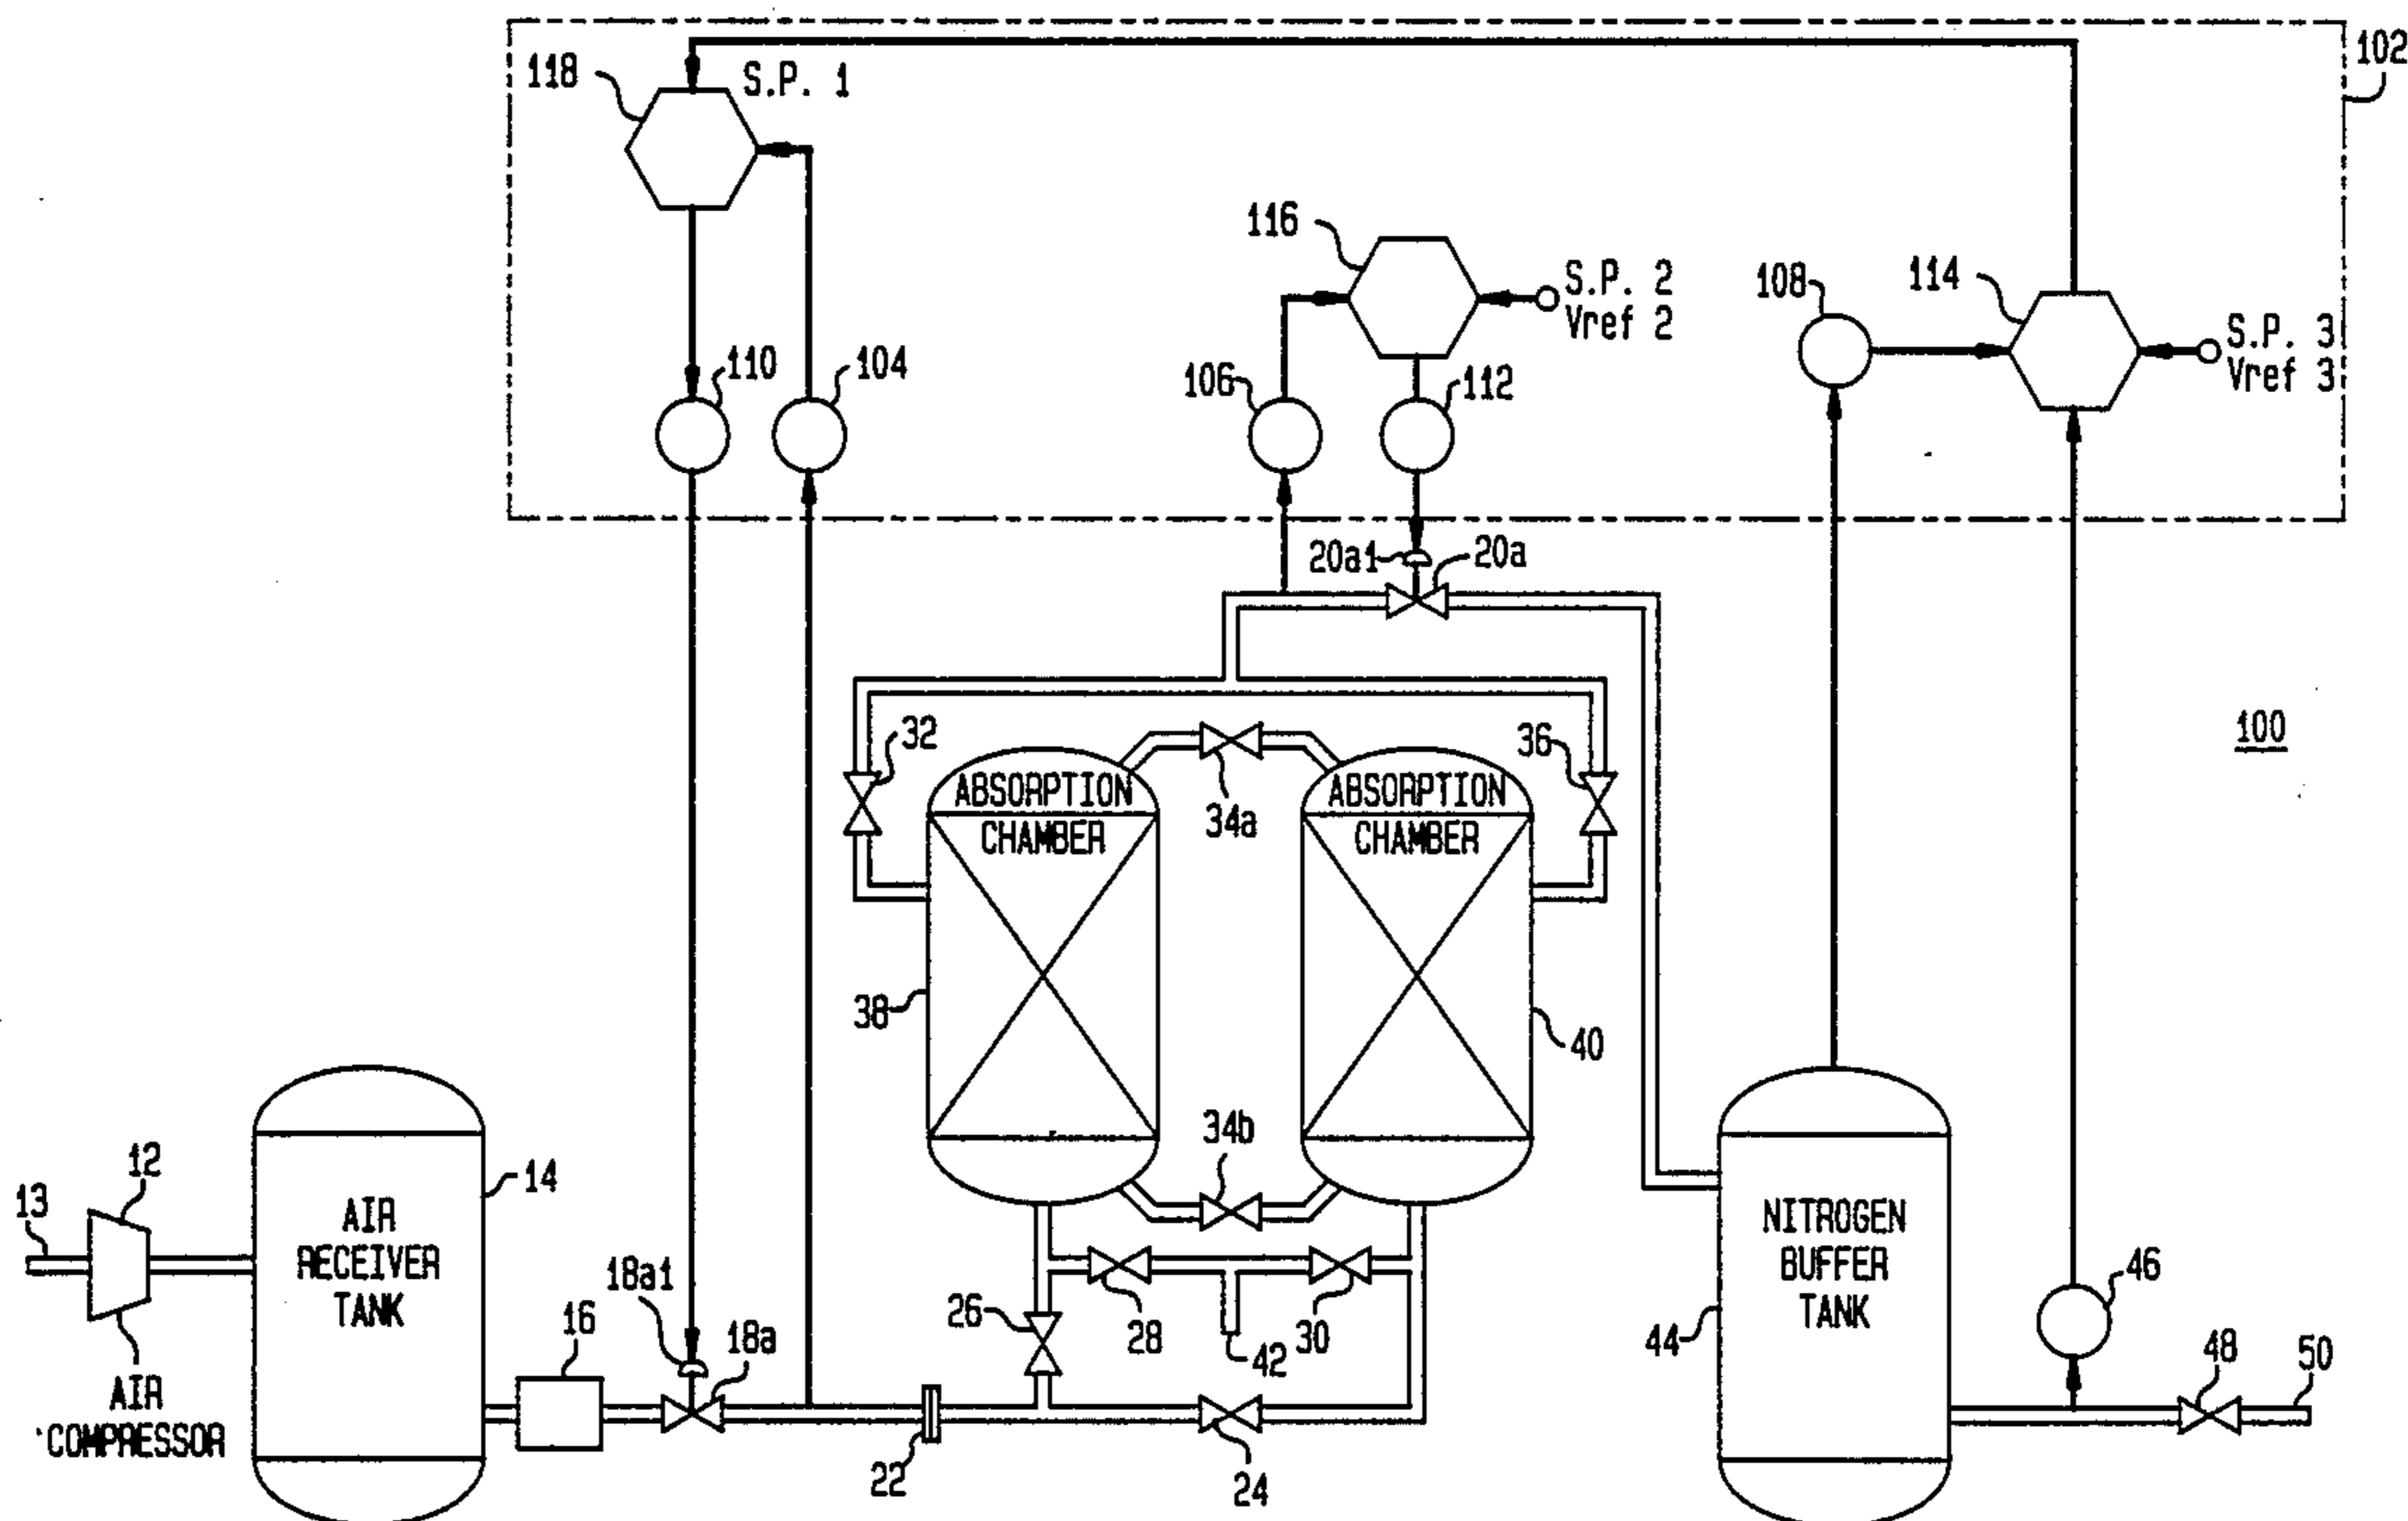 102
118
S.P. 1
116
S.P. 2
Vref 2
108
114
S.P. 3
Vref 3
110
104
106
112
20a1
20a
32
34a
36
100
ABSORPTION
CHAMBER
ABSORPTION
CHAMBER
38
40
34b
12
13
14
AIR
RECEIVER
TANK
AIR
COMPRESSOR
16
18a1
18a
26
28
42
30
22
24
NITROGEN
BUFFER
TANK
44
46
48
50